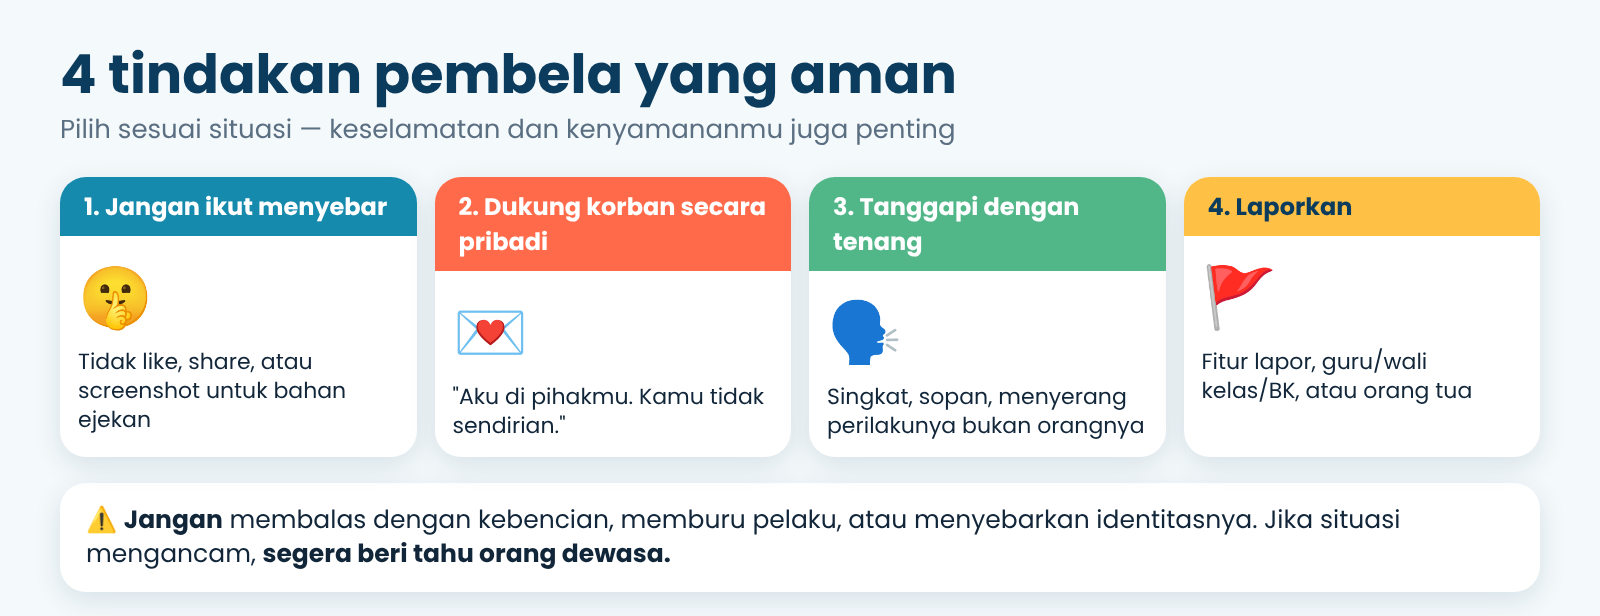 4 tindakan pembela yang aman
Pilih sesuai situasi — keselamatan dan kenyamananmu juga penting
1. Jangan ikut menyebar
Tidak like, share, atau
screenshot untuk bahan
ejekan
2. Dukung korban secara
pribadi
"Aku di pihakmu. Kamu tidak
sendirian."
3. Tanggapi dengan
tenang
Singkat, sopan, menyerang
perilakunya bukan orangnya
4. Laporkan
Fitur lapor, guru/wali
kelas/BK, atau orang tua
⚠️ Jangan membalas dengan kebencian, memburu pelaku, atau menyebarkan identitasnya. Jika situasi
mengancam, segera beri tahu orang dewasa.